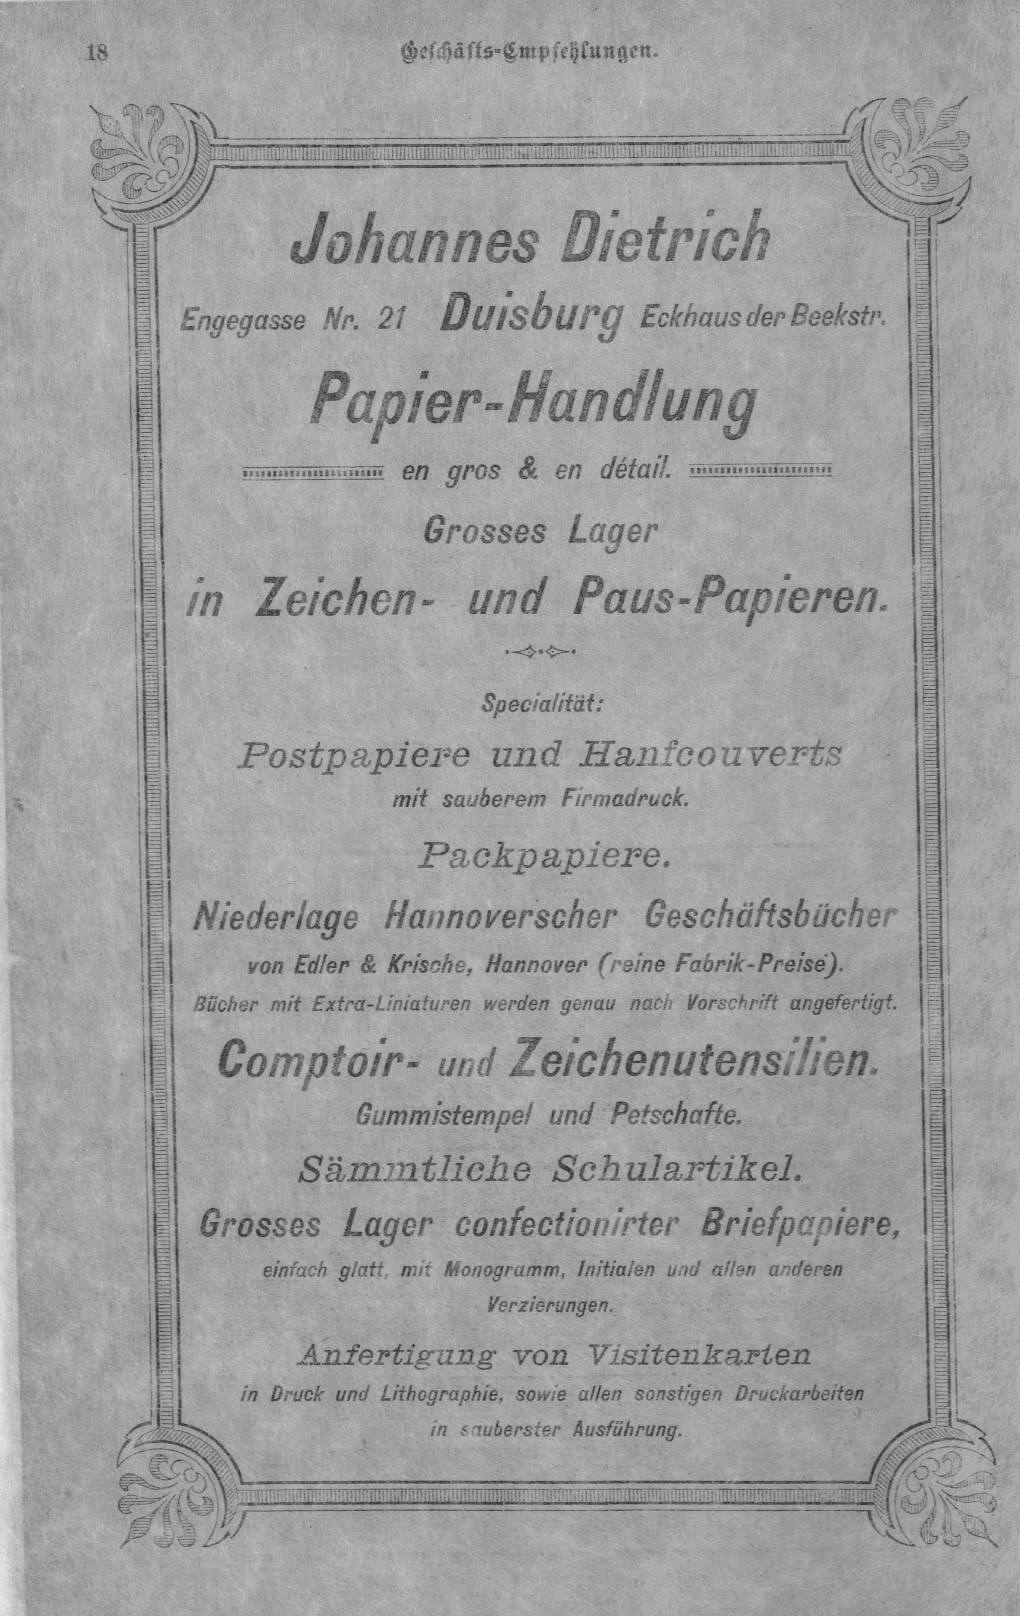 18
Geschäfts-Empfehlungen.
Johannes Dietrich
Engegasse Nr. 21 Duisburg Eckhaus der Beekstr.
Papier-Handlung
en gros & en détail.
Grosses Lager
in Zeichen- und Paus-Papieren.
Specialität:
Postpapiere und Hanfcouverts
mit sauberem Firmadruck.
Packpapiere.
Niederlage Hannoverscher Geschäftsbücher
von Edler & Krische, Hannover (reine Fabrik-Preise).
Bücher mit Extra-Liniaturen werden genau nach Vorschrift angefertigt.
Comptoir- und Zeichenutensilien.
Gummistempel und Petschafte.
Sämmtliche Schulartikel.
Grosses Lager confectionirter Briefpapiere,
einfach glatt, mit Monogramm, Initialen und allen anderen
Verzierungen.
Anfertigung von Visitenkarten
in Druck und Lithographie, sowie allen sonstigen Druckarbeiten
in sauberster Ausführung.